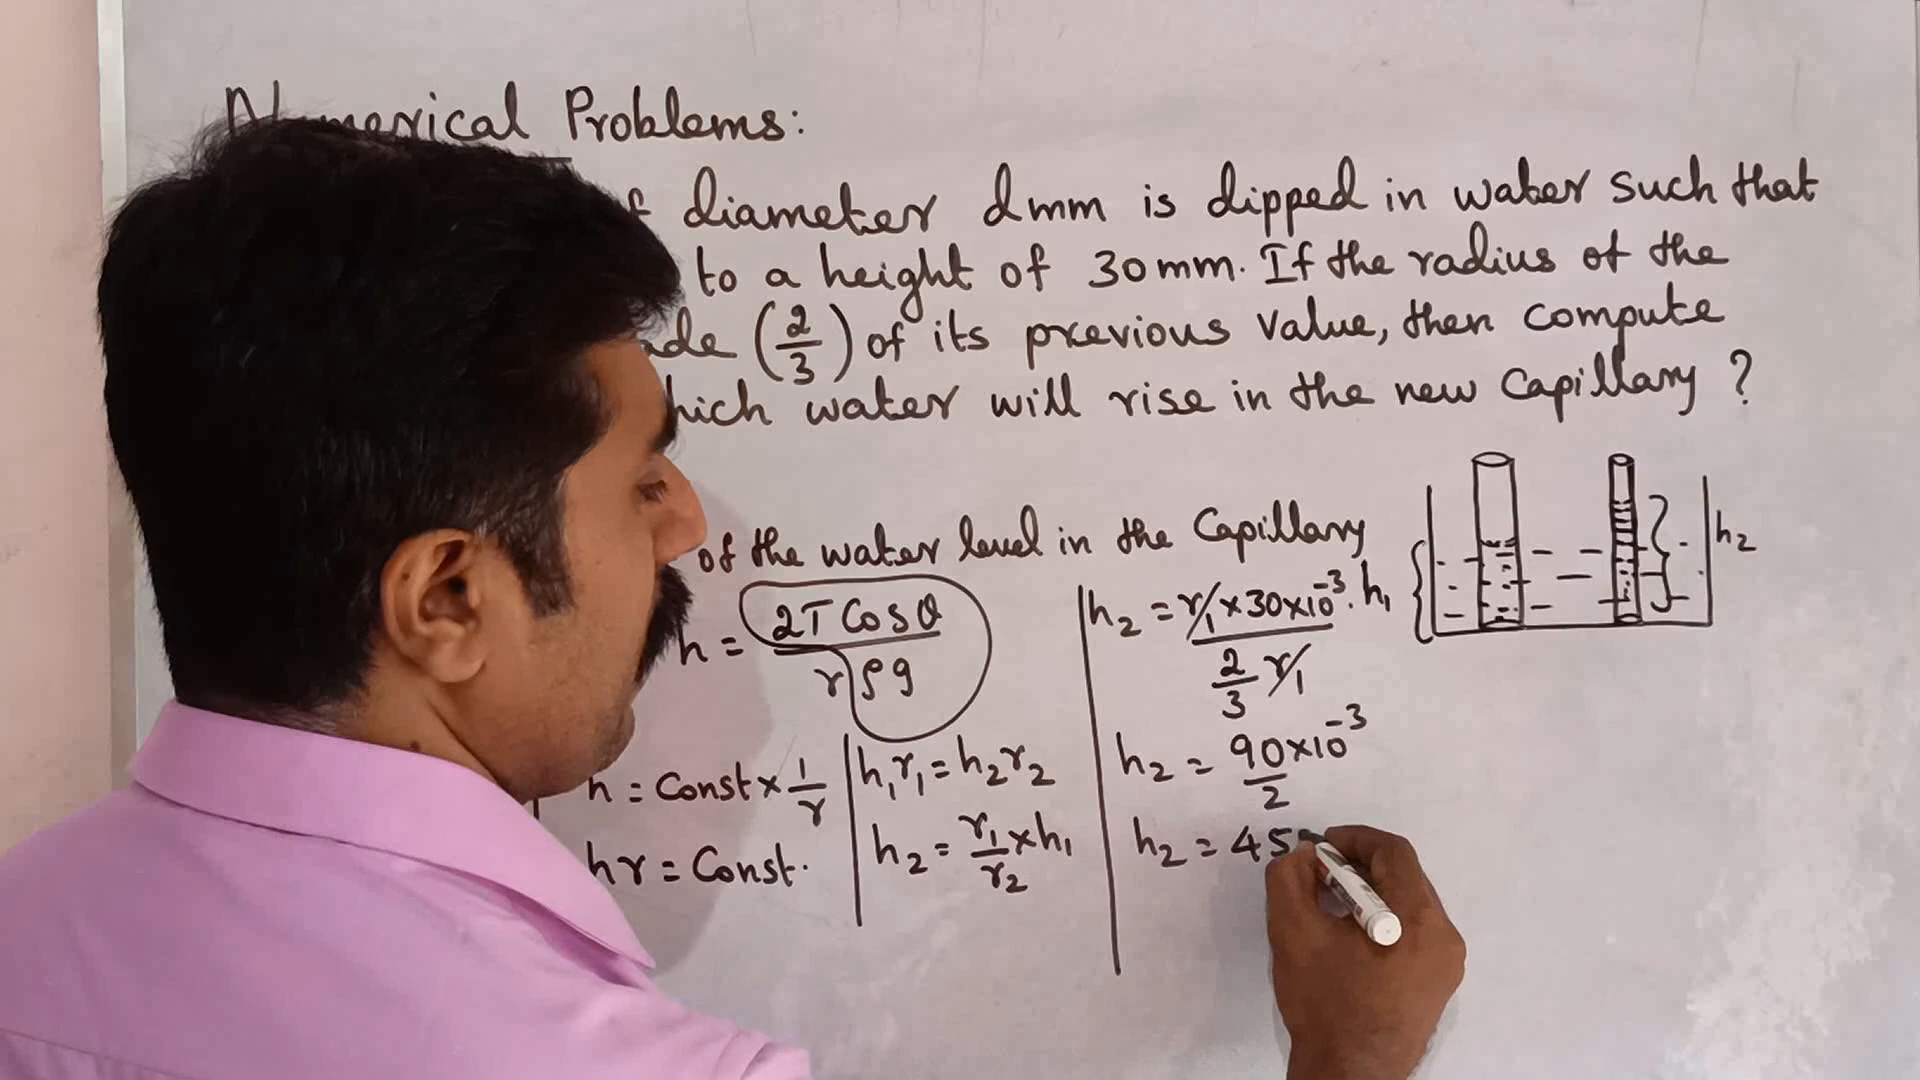 Numerical Problems:
diameter dmm is dipped in water such that
to a height of 30mm. If the radius of the
(2/3) of its previous value, then compute
water will rise in the new Capillary ?
of the water level in the Capillary
h = 2T Cos θ / r ρ g
h = Const × 1/r
hr = Const.
h₁r₁ = h₂r₂
h₂ = r₁/r₂ × h₁
h₂ = r₁ × 30×10⁻³ / 2/3 r₁
h₂ = 90×10⁻³ / 2
h₂ = 45
h₁
h₂